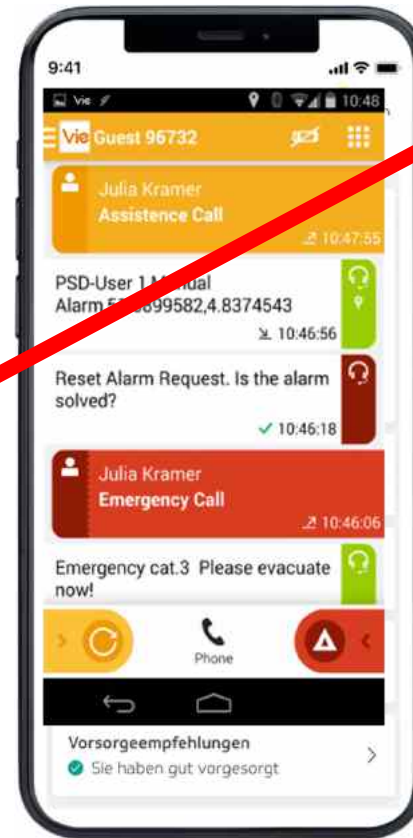 9:41
Vie 10:48
Vie Guest 96732
Julia Kramer
Assistence Call
10:47:55
PSD-User 1
Alarm 4.8374543
10:46:56
Reset Alarm Request. Is the alarm
solved?
10:46:18
Julia Kramer
Emergency Call
10:46:06
Emergency cat.3 Please evacuate
now!
Phone
Vorsorgeempfehlungen
Sie haben gut vorgesorgt